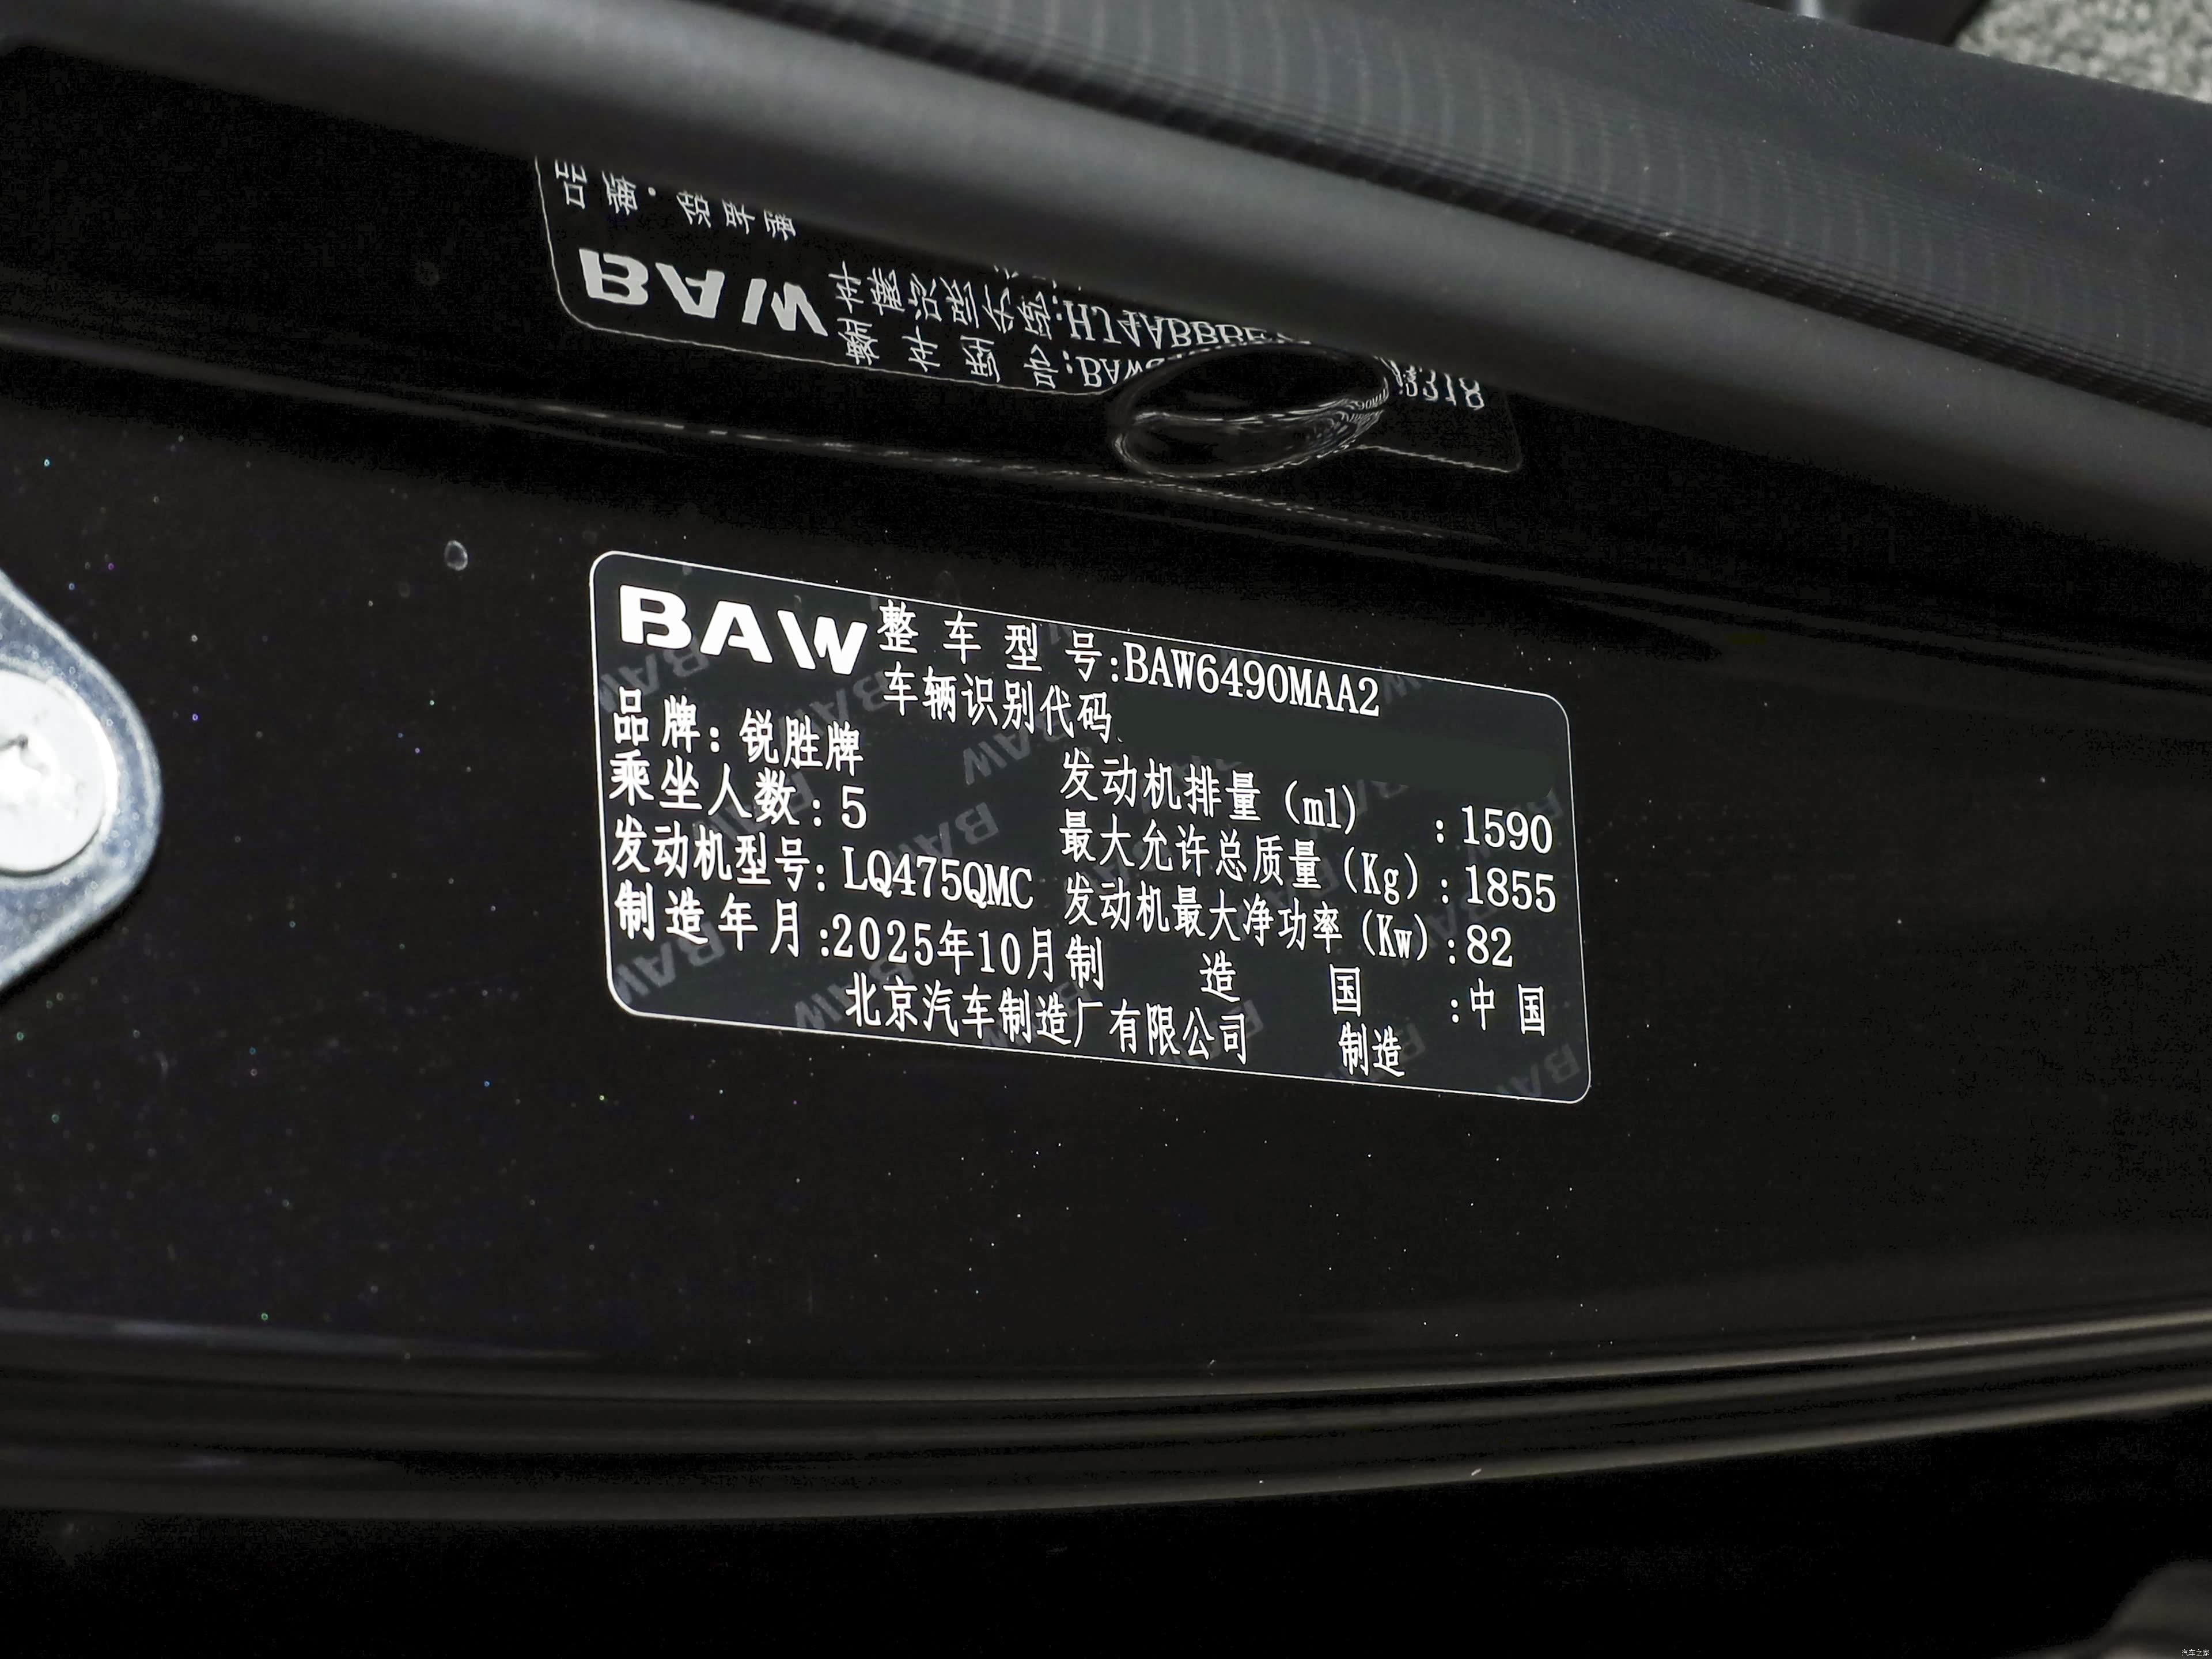 BAW 整车型号:BAW6490MAA2
车辆识别代码
品牌:锐胜牌
发动机排量(ml) :1590
乘坐人数:5
最大允许总质量(Kg):1855
发动机型号:LQ475QMC
发动机最大净功率(Kw):82
制造年月:2025年10月
制造国:中国
北京汽车制造厂有限公司 制造
汽车之家